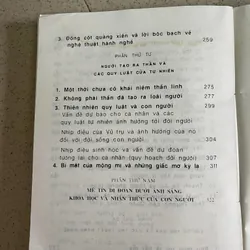 3. Đồng cốt quàng xiên và lời bộc bạch về
nghệ thuật hành nghề 259
PHẦN THỨ TƯ
NGƯỜI TẠO RA THẦN VÀ
CÁC QUY LUẬT CỦA TỰ NHIÊN
1. Một thời chưa có khái niệm thần linh 275
2. Không phải thần đã tạo ra loài người 277
3. Thiên nhiên quy luật và con người 299
Vấn đề dự báo cho cá nhân và các
quy luật tự nhiên ảnh hưởng tới đời người
Nhịp điệu của Vũ trụ và ảnh hưởng của nó
đối với đời sống con người. 304
Nhịp điệu sinh học và vấn đề dự đoán
tương lai cho cá nhân (quy hoạch đời người) 307
4. Bí mật của mộng mị và những giấc mơ kỳ lạ 311
PHẦN THỨ NĂM
MÊ TÍN DỊ ĐOAN DƯỚI ÁNH SÁNG
KHOA HỌC VÀ NHẬN THỨC CỦA CON NGƯỜI